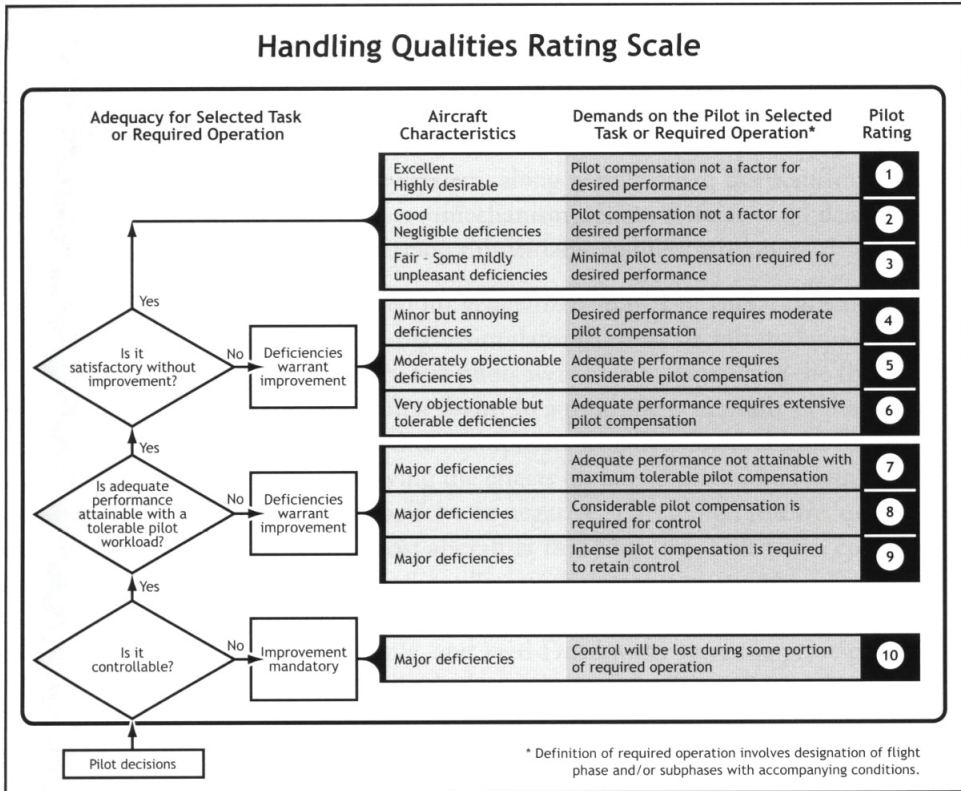 Handling Qualities Rating Scale
Adequacy for Selected Task
or Required Operation
Aircraft
Characteristics
Demands on the Pilot in Selected
Task or Required Operation*
Pilot
Rating
Excellent
Highly desirable
Pilot compensation not a factor for
desired performance
1
Good
Negligible deficiencies
Pilot compensation not a factor for
desired performance
2
Fair – Some mildly
unpleasant deficiencies
Minimal pilot compensation required for
desired performance
3
Yes
Is it
satisfactory without
improvement?
No
Deficiencies
warrant
improvement
Minor but annoying
deficiencies
Desired performance requires moderate
pilot compensation
4
Moderately objectionable
deficiencies
Adequate performance requires
considerable pilot compensation
5
Very objectionable but
tolerable deficiencies
Adequate performance requires extensive
pilot compensation
6
Yes
Is adequate
performance
attainable with a
tolerable pilot
workload?
No
Deficiencies
warrant
improvement
Major deficiencies
Adequate performance not attainable with
maximum tolerable pilot compensation
7
Major deficiencies
Considerable pilot compensation is
required for control
8
Major deficiencies
Intense pilot compensation is required
to retain control
9
Yes
Is it
controllable?
No
Improvement
mandatory
Major deficiencies
Control will be lost during some portion
of required operation
10
Pilot decisions
* Definition of required operation involves designation of flight
phase and/or subphases with accompanying conditions.